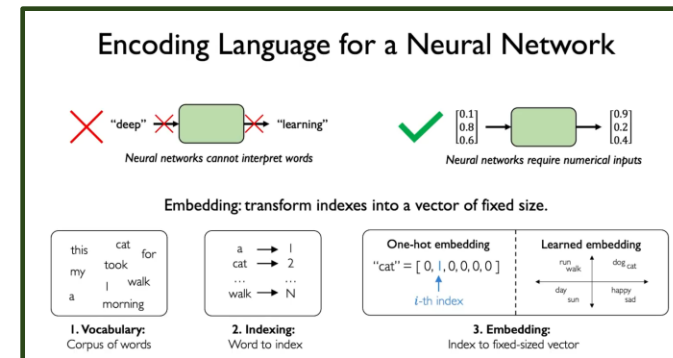 Encoding Language for a Neural Network
"deep"
"learning"
Neural networks cannot interpret words
[0.1
0.8
0.6]
[0.9
0.2
0.4]
Neural networks require numerical inputs
Embedding: transform indexes into a vector of fixed size.
this cat for
my took
I walk
a morning
1. Vocabulary:
Corpus of words
a → 1
cat → 2
... ...
walk → N
2. Indexing:
Word to index
One-hot embedding
"cat" = [ 0, 1, 0, 0, 0, 0 ]
i-th index
Learned embedding
run
walk
dog cat
day
sun
happy
sad
3. Embedding:
Index to fixed-sized vector